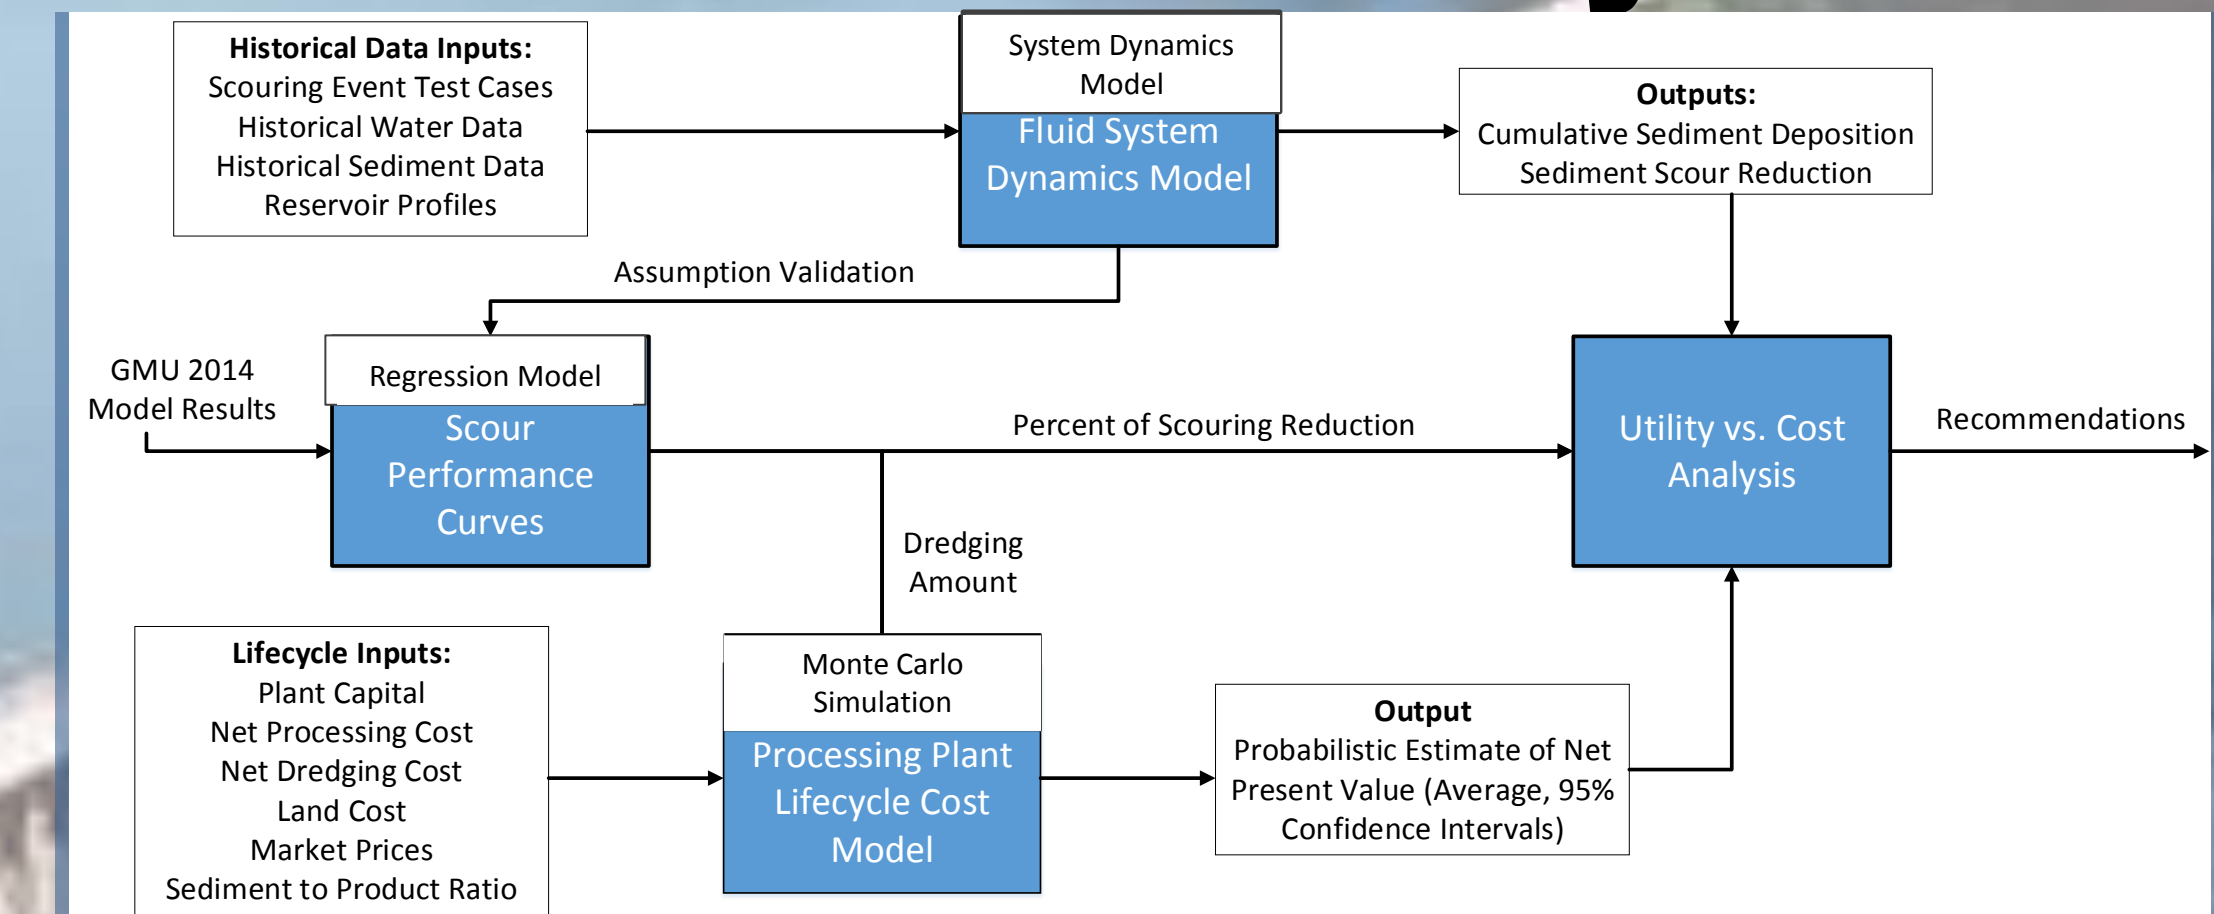 Historical Data Inputs:
Scouring Event Test Cases
Historical Water Data
Historical Sediment Data
Reservoir Profiles
System Dynamics
Model
Fluid System
Dynamics Model
Outputs:
Cumulative Sediment Deposition
Sediment Scour Reduction
Assumption Validation
GMU 2014
Model Results
Regression Model
Scour
Performance
Curves
Percent of Scouring Reduction
Utility vs. Cost
Analysis
Recommendations
Dredging
Amount
Lifecycle Inputs:
Plant Capital
Net Processing Cost
Net Dredging Cost
Land Cost
Market Prices
Sediment to Product Ratio
Monte Carlo
Simulation
Processing Plant
Lifecycle Cost
Model
Output
Probabilistic Estimate of Net
Present Value (Average, 95%
Confidence Intervals)